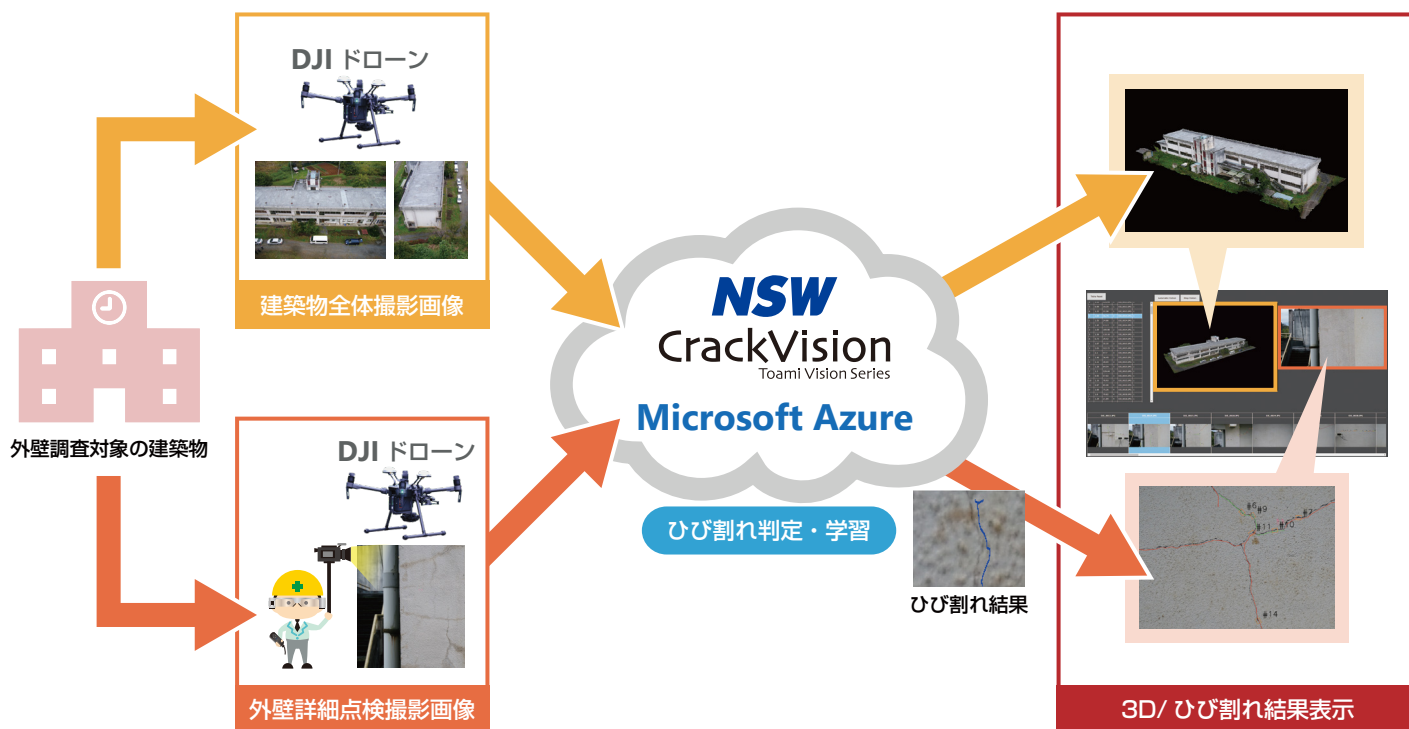 DJI ドローン
建築物全体撮影画像
外壁調査対象の建築物
DJI ドローン
外壁詳細点検撮影画像
NSW
CrackVision
Toami Vision Series
Microsoft Azure
ひび割れ判定・学習
ひび割れ結果
#6
#9
#7
#11
#10
#14
3D/ ひび割れ結果表示